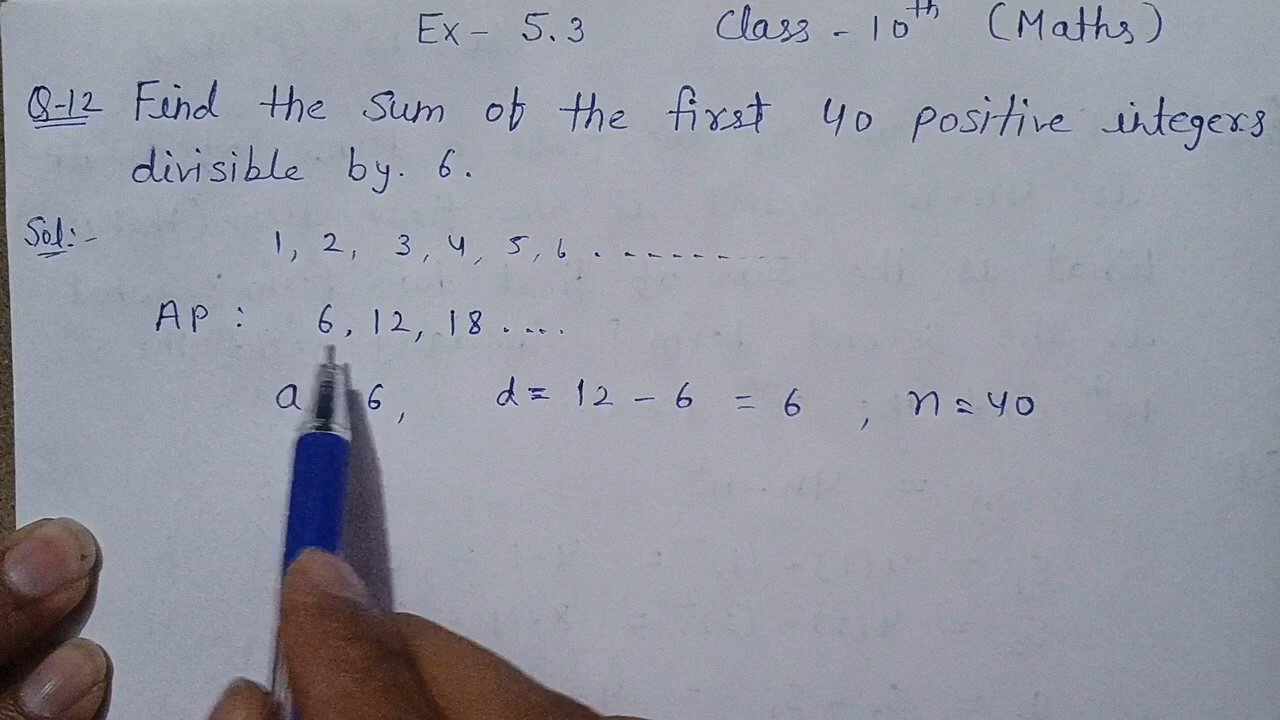 Ex - 5.3 Class - 10th (Maths)
Q-12 Find the sum of the first 40 positive integers
divisible by. 6.
Sol:-
1, 2, 3, 4, 5, 6 .......
AP : 6, 12, 18 ....
a 6, d = 12 - 6 = 6 , n = 40